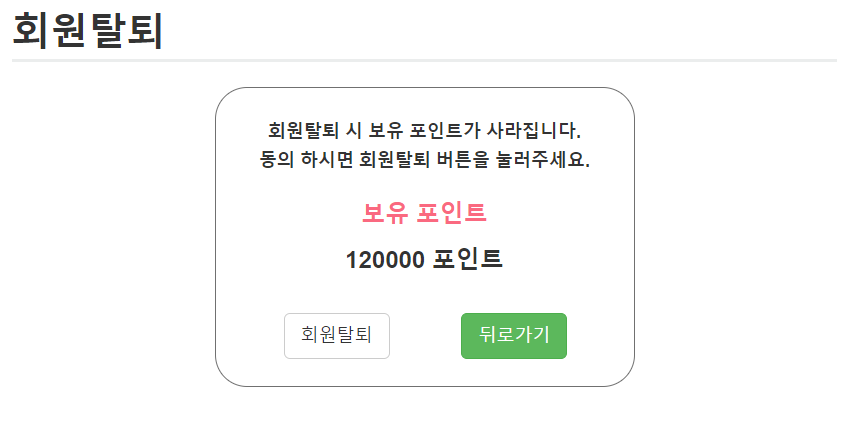 회원탈퇴
회원탈퇴 시 보유 포인트가 사라집니다.
동의 하시면 회원탈퇴 버튼을 눌러주세요.
보유 포인트
120000 포인트
회원탈퇴 뒤로가기